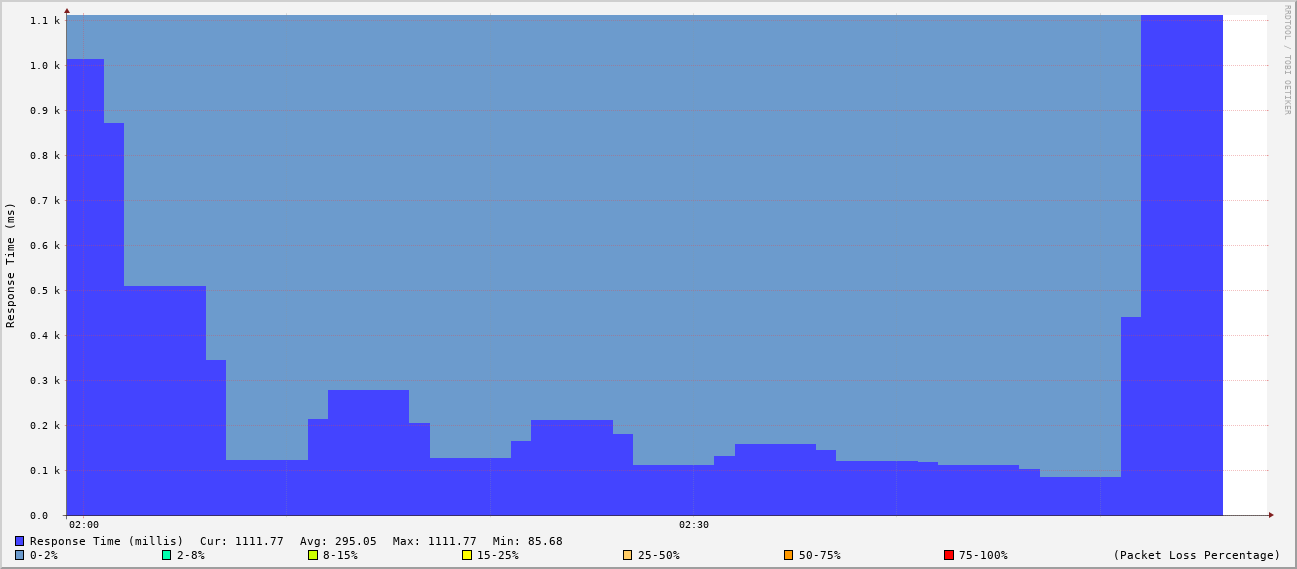 RRDTOOL / TOBI OETIKER
Response Time (ms)
1.1 k
1.0 k
0.9 k
0.8 k
0.7 k
0.6 k
0.5 k
0.4 k
0.3 k
0.2 k
0.1 k
0.0
02:00 02:30
Response Time (millis) Cur: 1111.77 Avg: 295.05 Max: 1111.77 Min: 85.68
0-2% 2-8% 8-15% 15-25% 25-50% 50-75% 75-100% (Packet Loss Percentage)